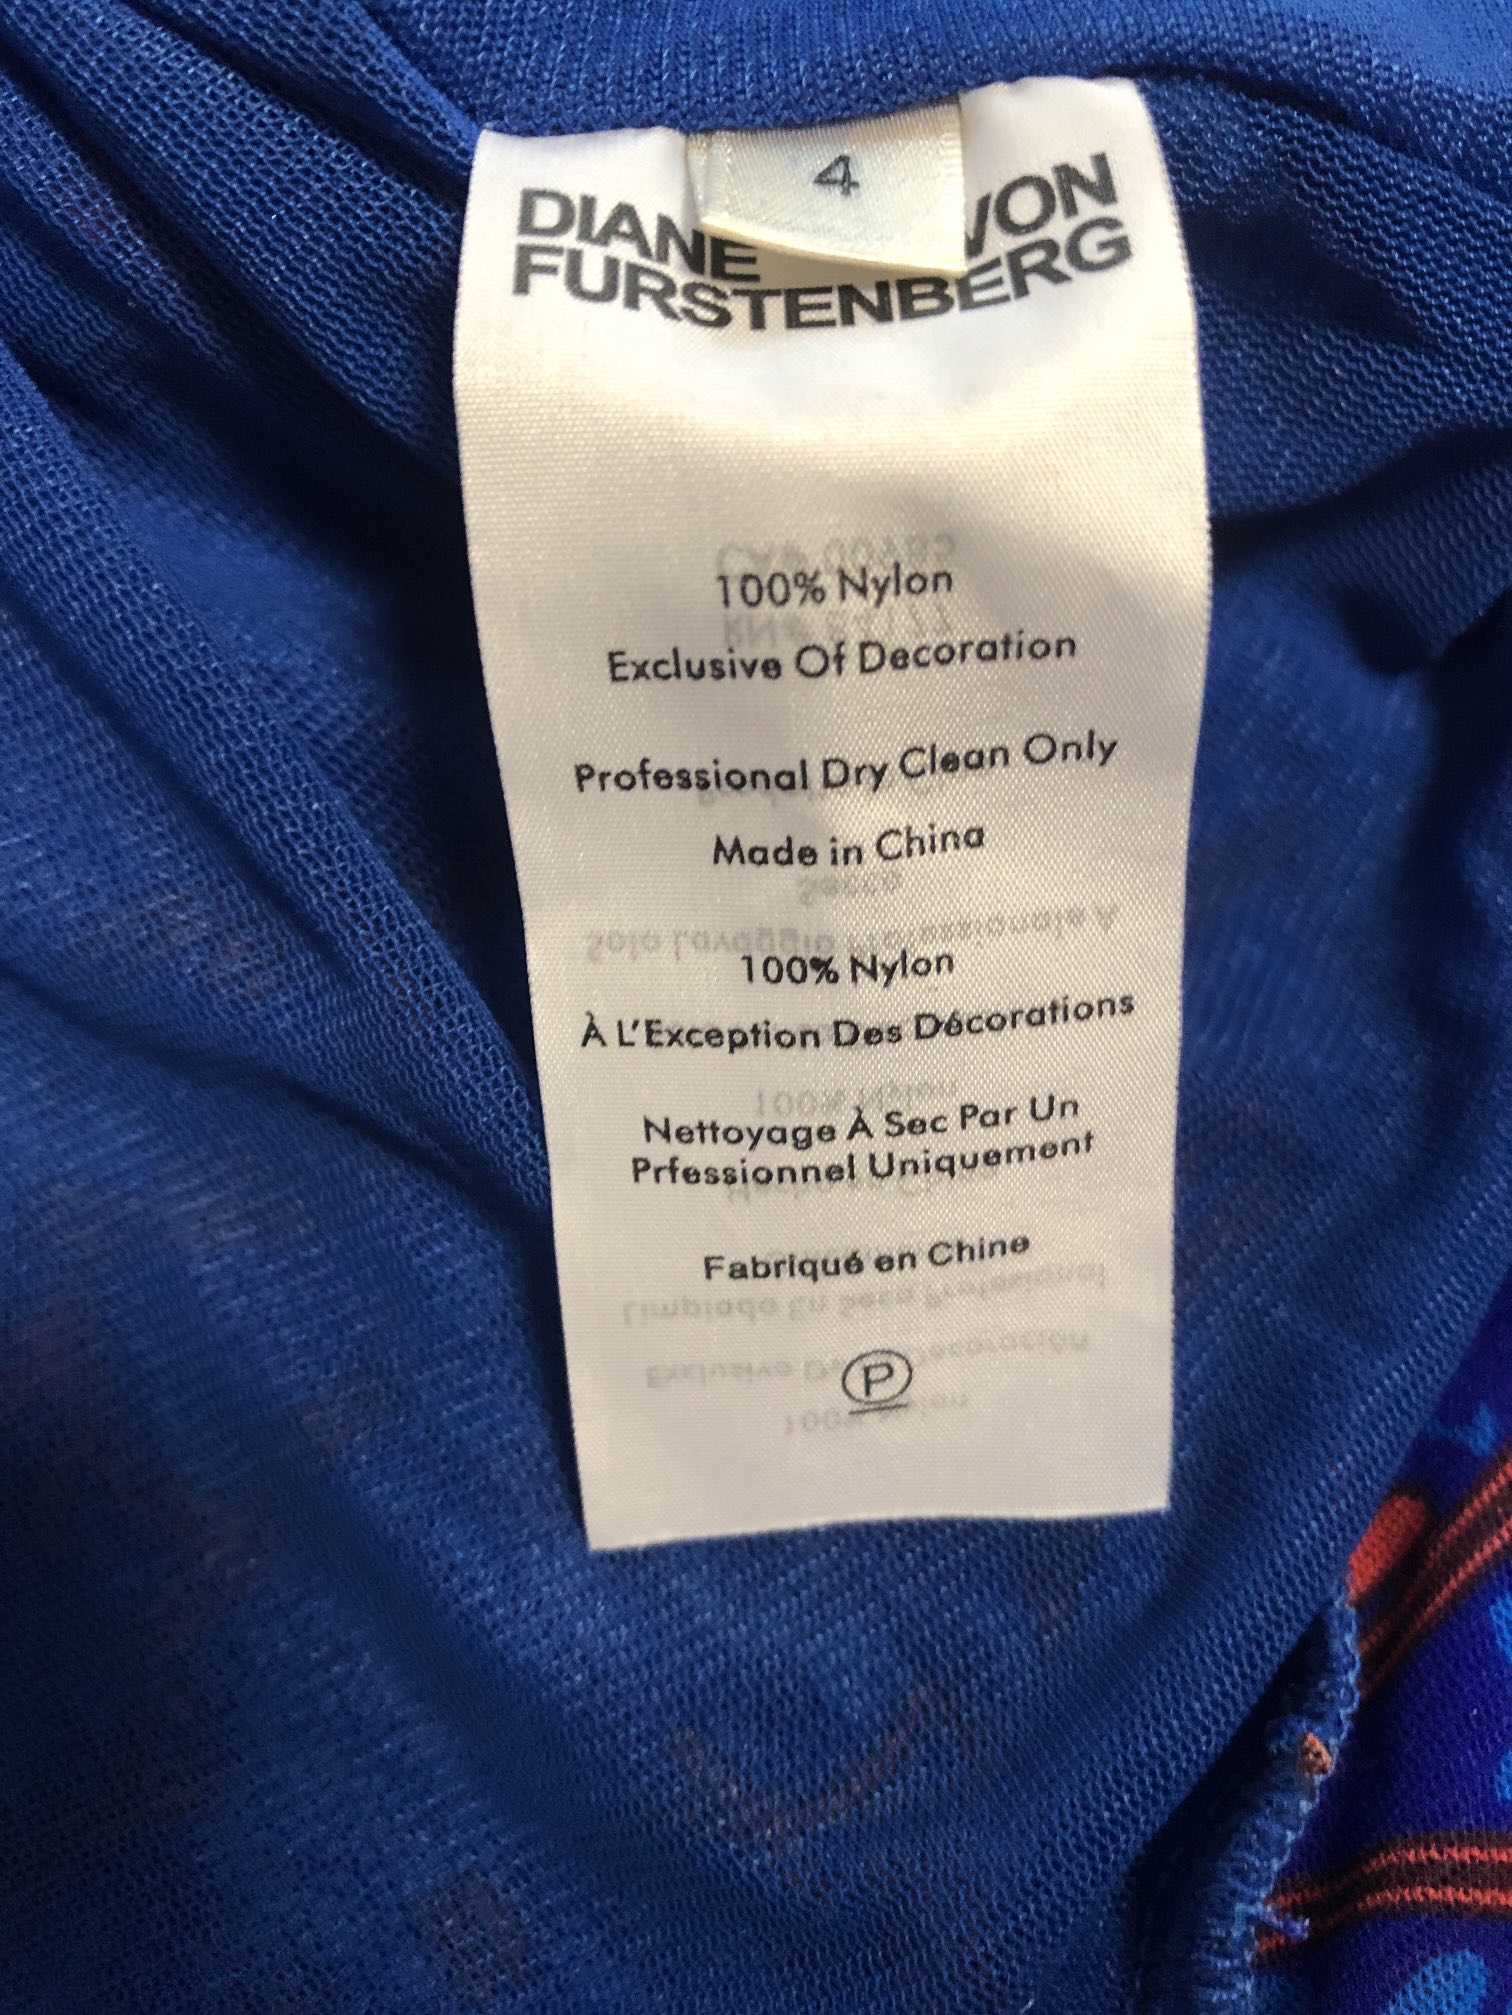 4
DIANE VON
FURSTENBERG
100% Nylon
Exclusive Of Decoration
Professional Dry Clean Only
Made in China
100% Nylon
À L'Exception Des Décorations
Nettoyage À Sec Par Un
Prfessionnel Uniquement
Fabriqué en Chine
P